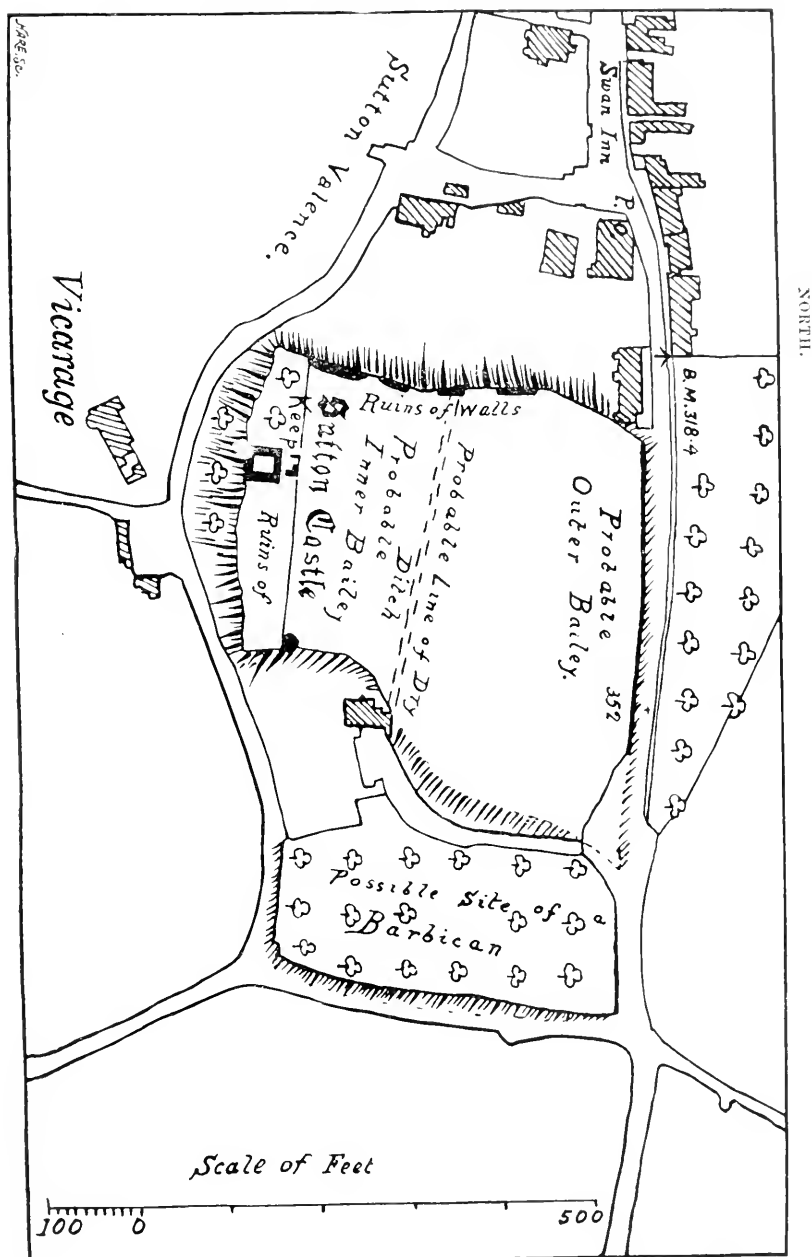 NORTH.
Swan Inn
P.O.
Sutton Valence.
B.M. 318·4
Vicarage
Ruins of Walls
Probable
Outer Bailey.
352
Probable Line of Dry
Ditch
Probable
Inner Bailey
Sutton Castle
Keep
Ruins of
Possible Site of a
Barbican
Scale of Feet
100 0 500
HARE. SC.